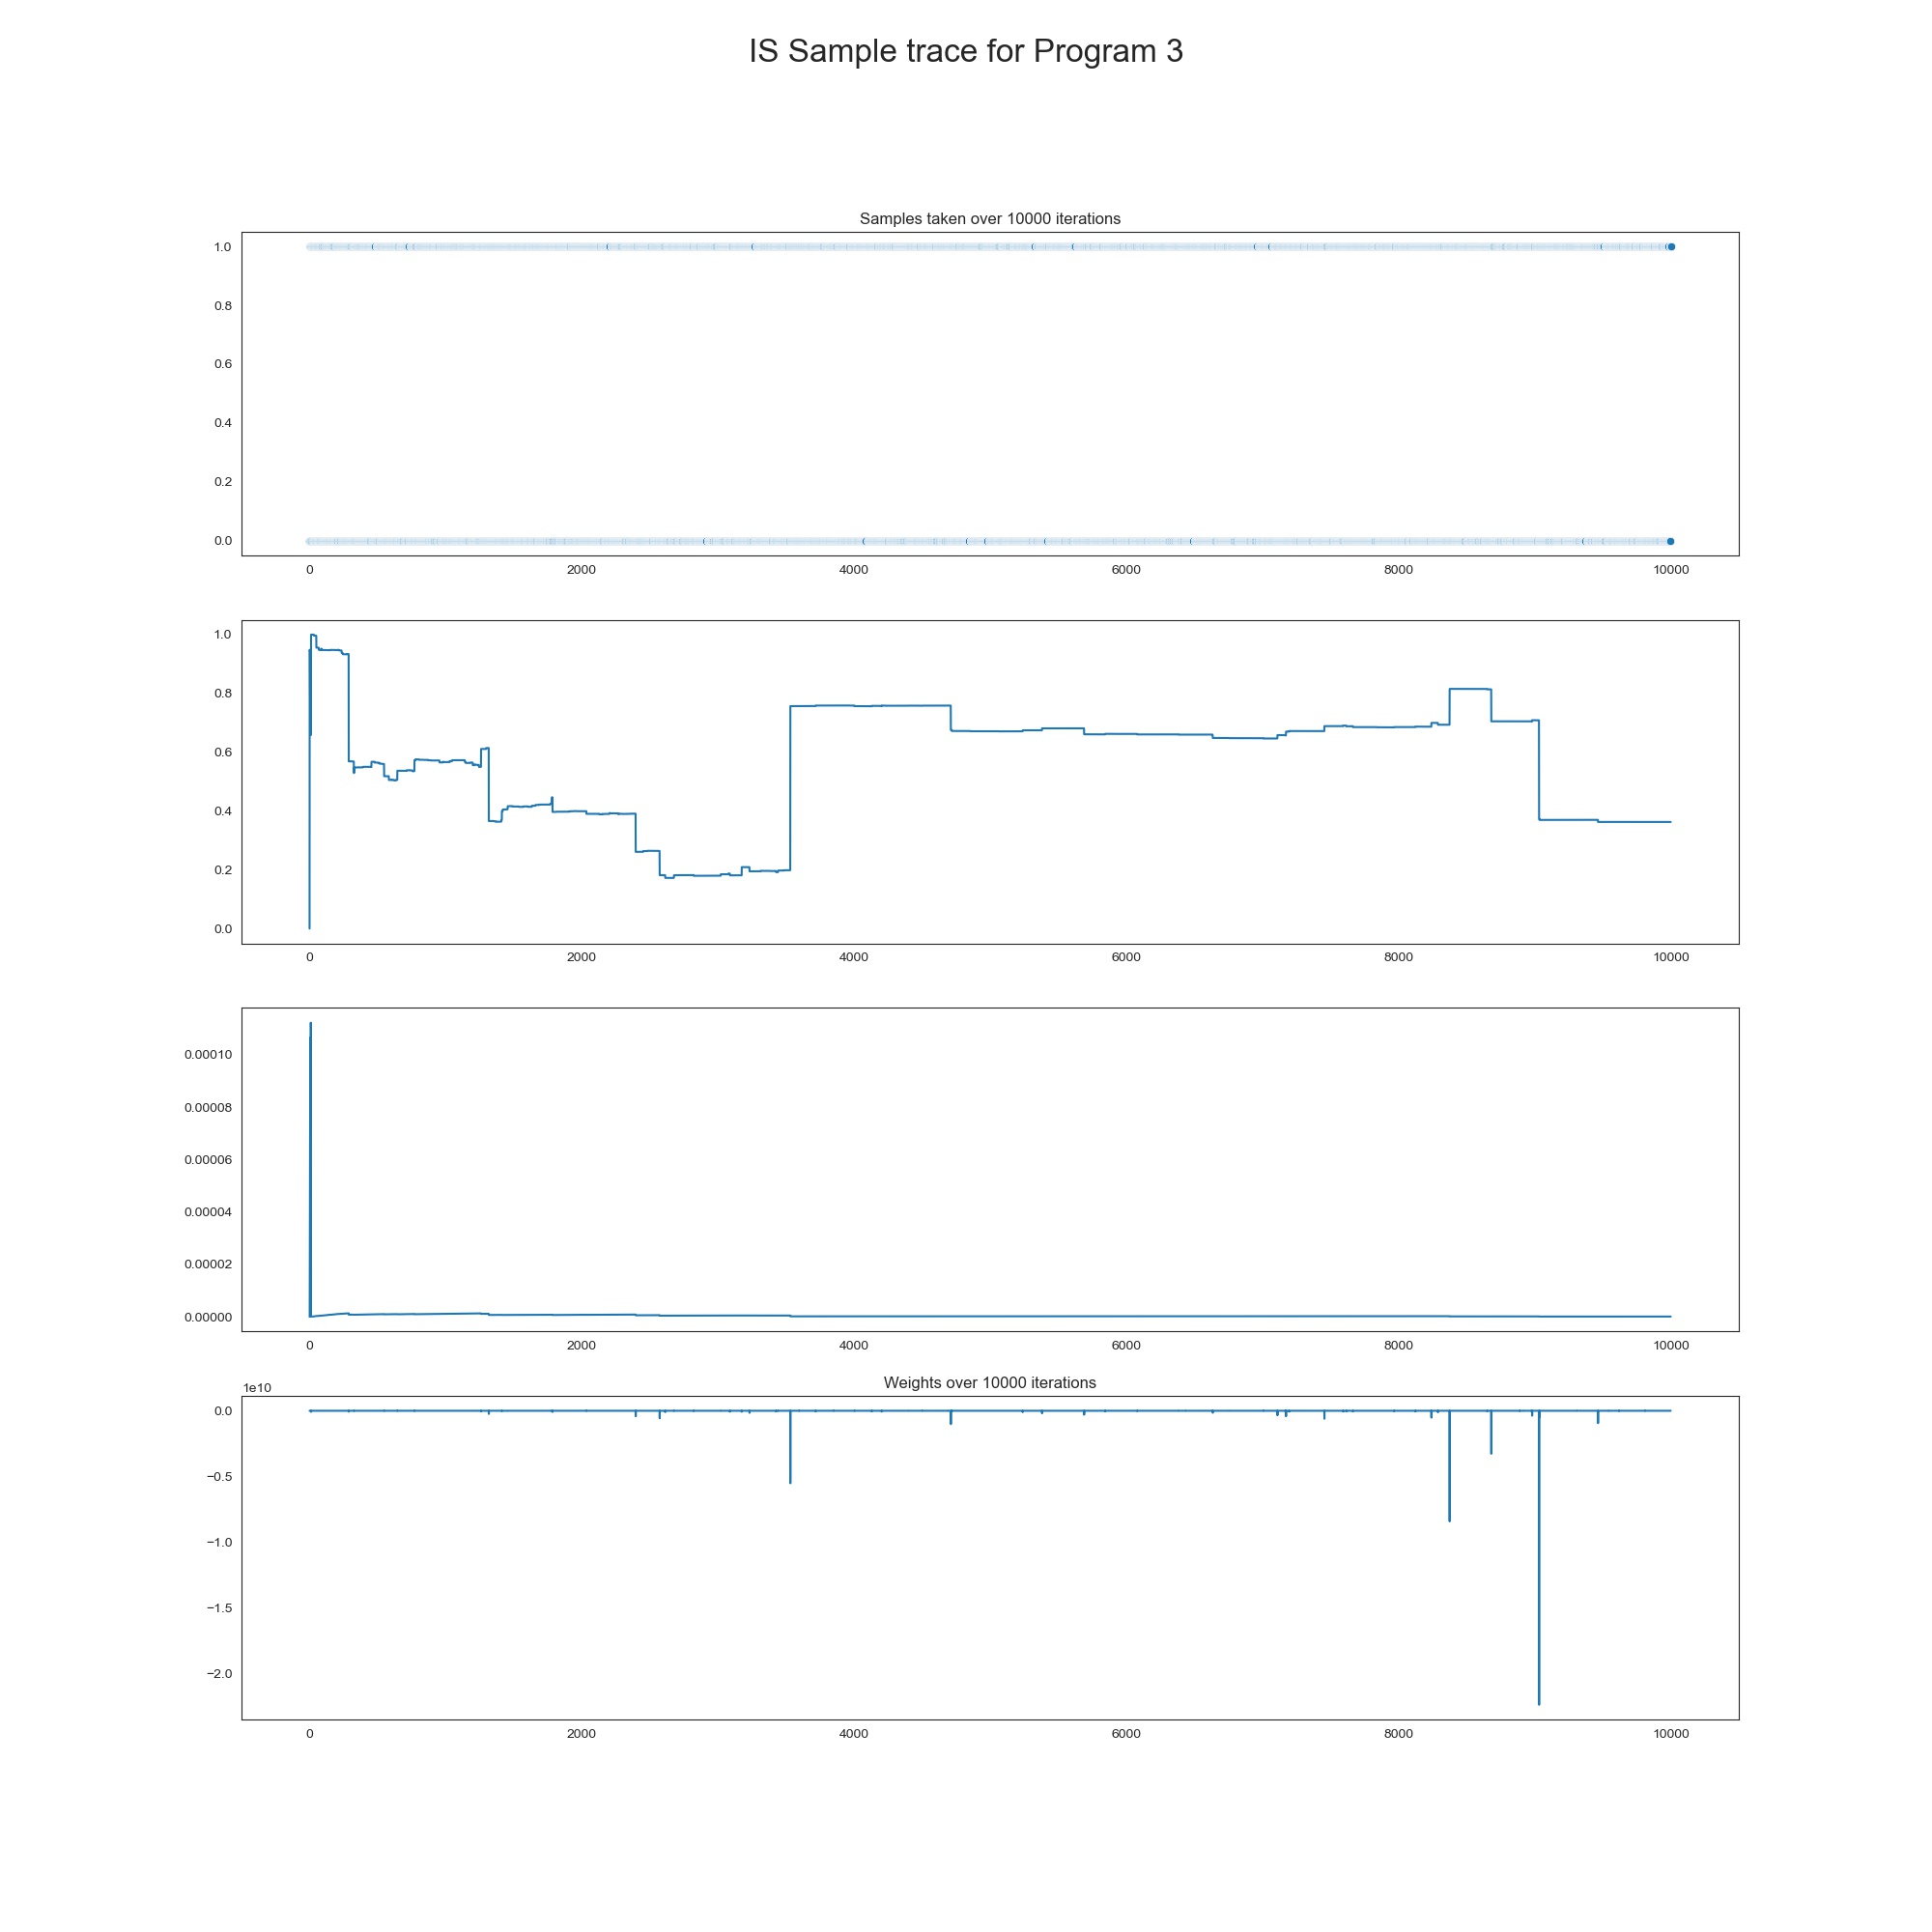 IS Sample trace for Program 3
Samples taken over 10000 iterations
1.0
0.8
0.6
0.4
0.2
0.0
0 2000 4000 6000 8000 10000
1.0
0.8
0.6
0.4
0.2
0.0
0 2000 4000 6000 8000 10000
0.00010
0.00008
0.00006
0.00004
0.00002
0.00000
0 2000 4000 6000 8000 10000
Weights over 10000 iterations
1e10
0.0
−0.5
−1.0
−1.5
−2.0
0 2000 4000 6000 8000 10000